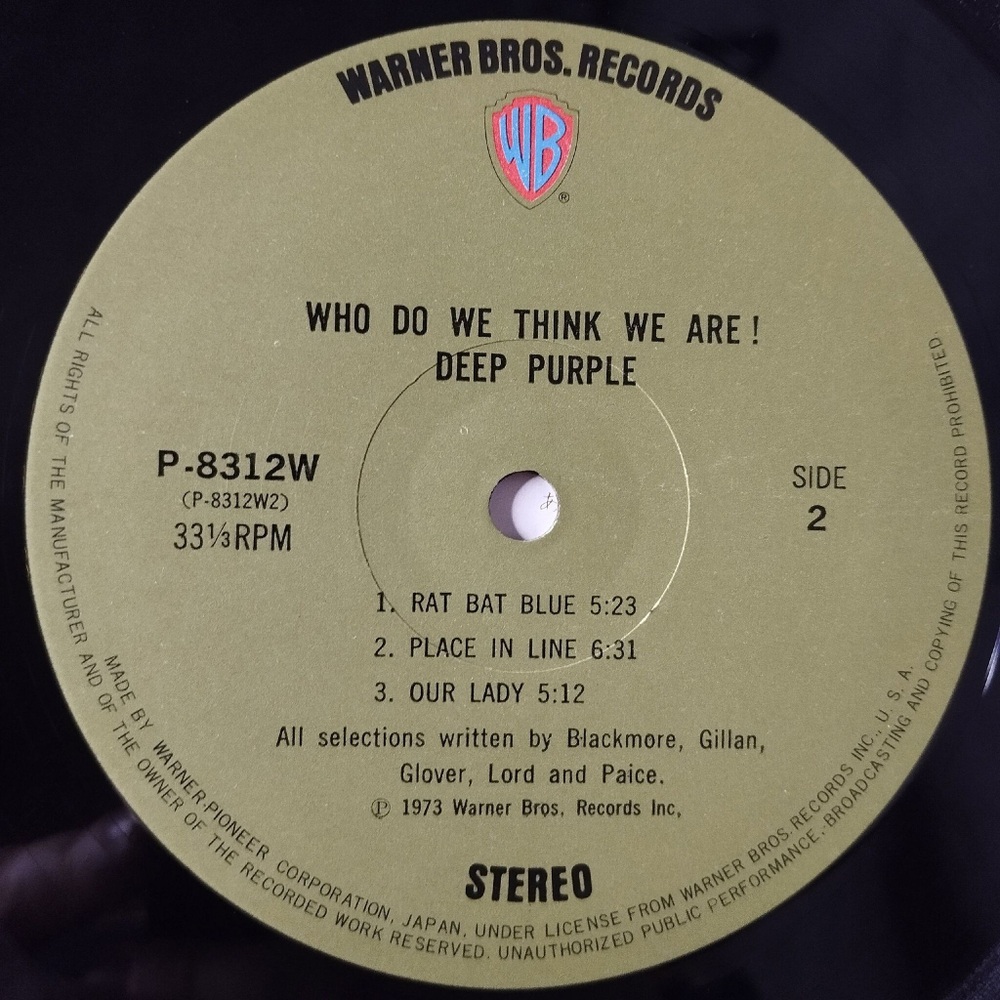 WARNER BROS. RECORDS
WB
®
WHO DO WE THINK WE ARE!
DEEP PURPLE
P-8312W
(P-8312W2)
33⅓RPM
SIDE
2
1. RAT BAT BLUE 5:23
2. PLACE IN LINE 6:31
3. OUR LADY 5:12
All selections written by Blackmore, Gillan,
Glover, Lord and Paice.
Ⓟ 1973 Warner Bros. Records Inc,
STEREO
MADE BY WARNER-PIONEER CORPORATION, JAPAN, UNDER LICENSE FROM WARNER BROS. RECORDS INC., U. S. A.
ALL RIGHTS OF THE MANUFACTURER AND OF THE OWNER OF THE RECORDED WORK RESERVED. UNAUTHORIZED PUBLIC PERFORMANCE, BROADCASTING AND COPYING OF THIS RECORD PROHIBITED